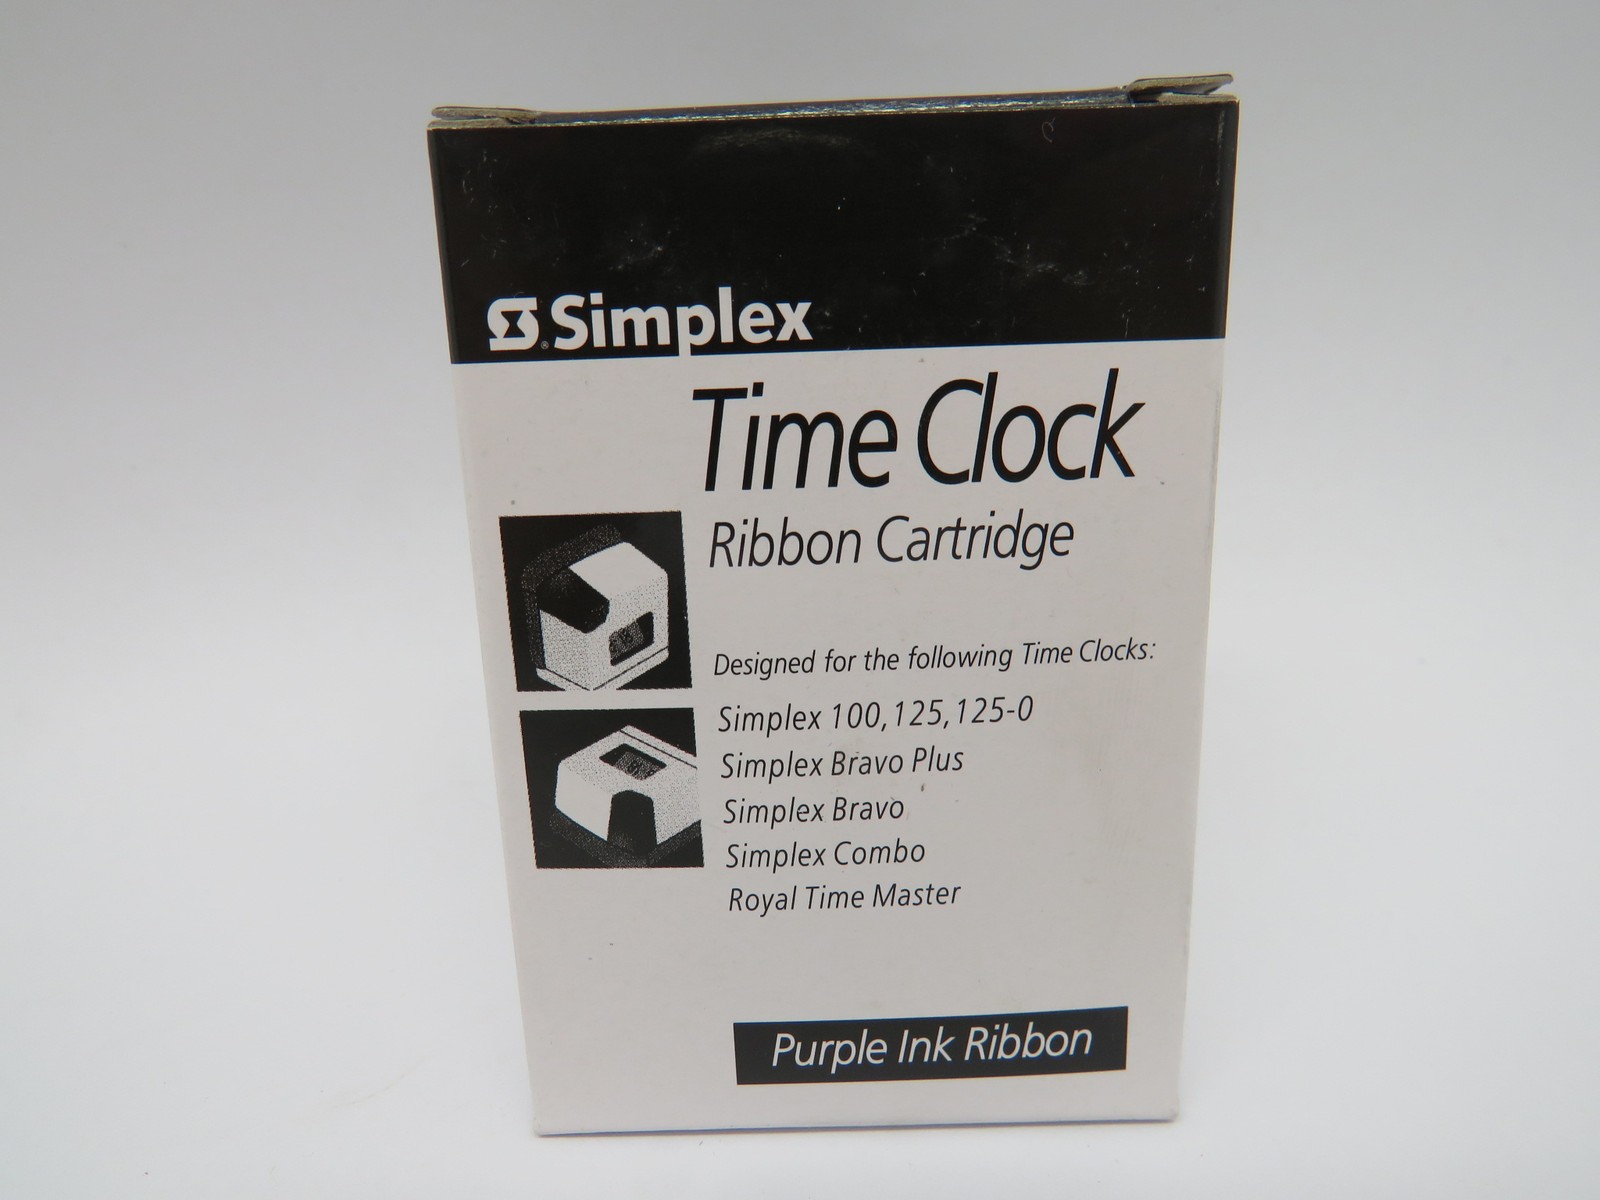 Simplex
Time Clock
Ribbon Cartridge
Designed for the following Time Clocks:
Simplex 100, 125, 125-0
Simplex Bravo Plus
Simplex Bravo
Simplex Combo
Royal Time Master
Purple Ink Ribbon